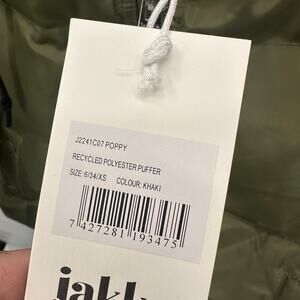 J2241C07 POPPY
RECYCLED POLYESTER PUFFER
SIZE: 6/34/XS COLOUR: KHAKI
7 427281 193475